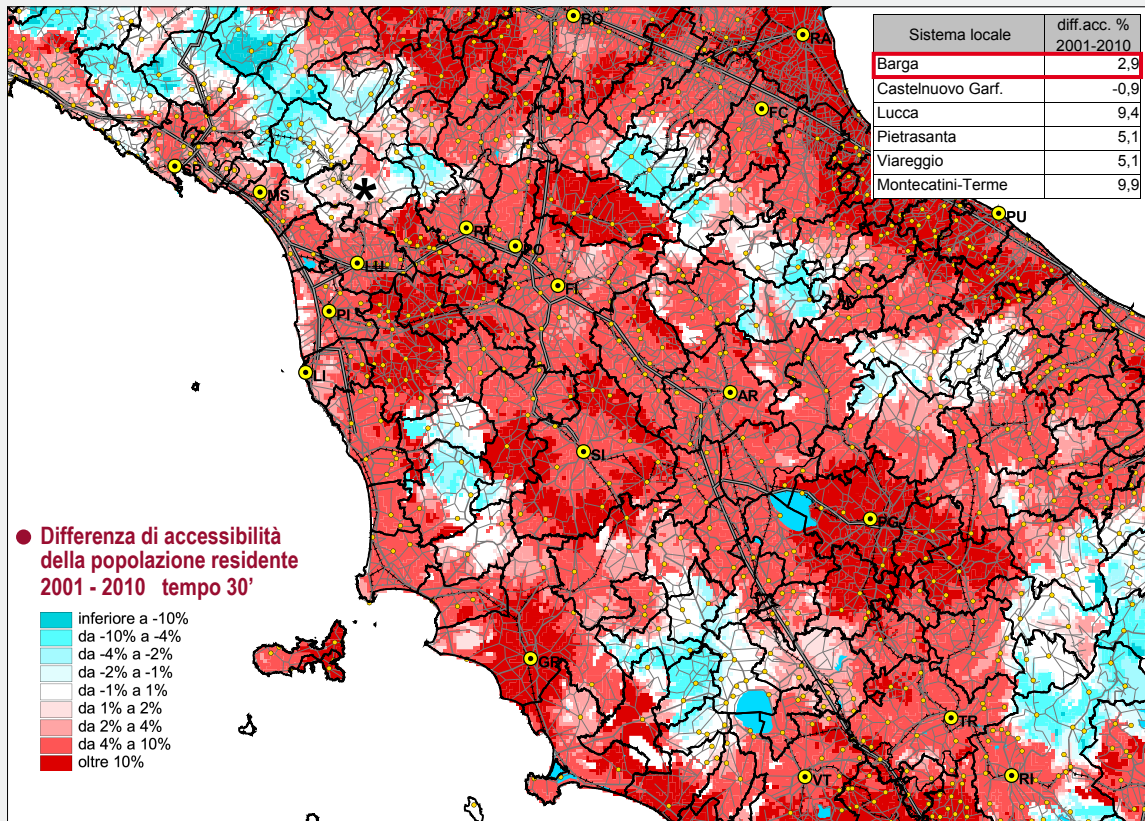 Sistema locale diff.acc. % 2001-2010
Barga 2,9
Castelnuovo Garf. -0,9
Lucca 9,4
Pietrasanta 5,1
Viareggio 5,1
Montecatini-Terme 9,9
BO
RA
FC
SP
MS
*
PU
PT
PO
LU
FI
PI
LI
AR
SI
PG
GR
TR
VT
RI
Differenza di accessibilità
della popolazione residente
2001 - 2010 tempo 30'
inferiore a -10%
da -10% a -4%
da -4% a -2%
da -2% a -1%
da -1% a 1%
da 1% a 2%
da 2% a 4%
da 4% a 10%
oltre 10%